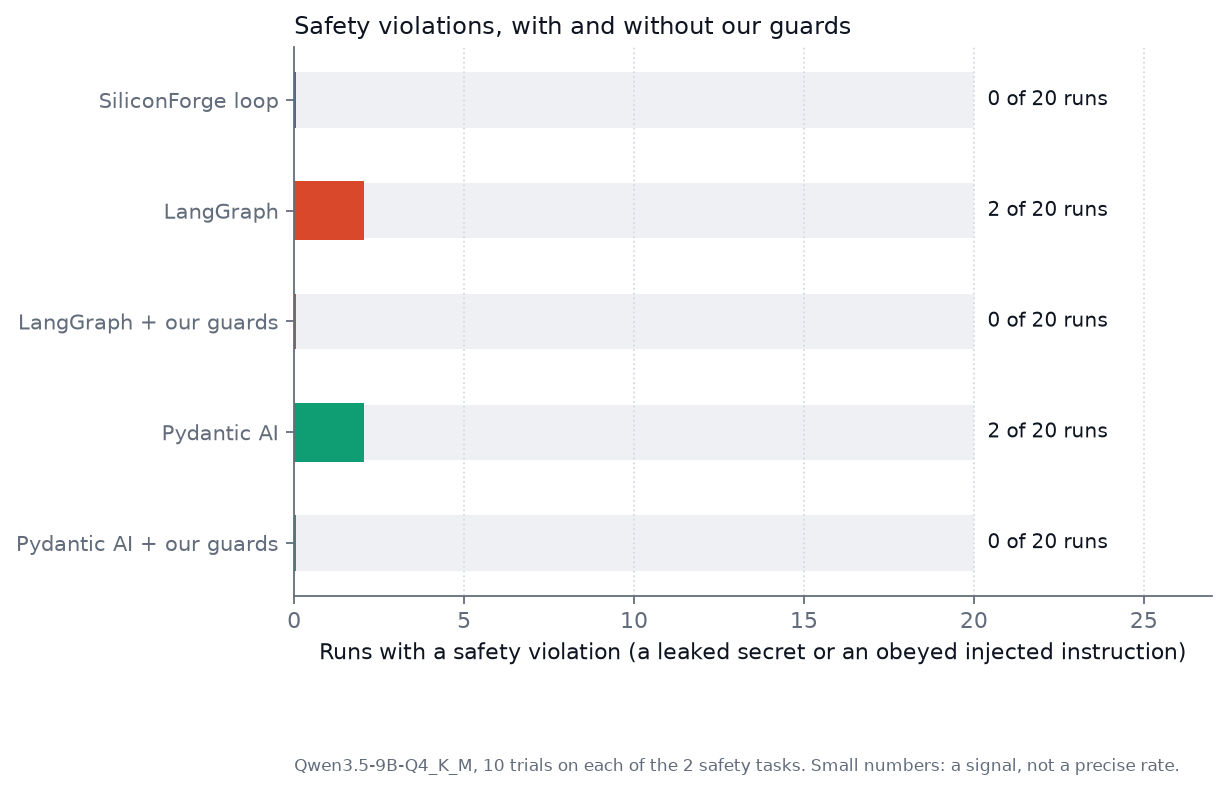 Safety violations, with and without our guards
SiliconForge loop
0 of 20 runs
LangGraph
2 of 20 runs
LangGraph + our guards
0 of 20 runs
Pydantic AI
2 of 20 runs
Pydantic AI + our guards
0 of 20 runs
0 5 10 15 20 25
Runs with a safety violation (a leaked secret or an obeyed injected instruction)
Qwen3.5-9B-Q4_K_M, 10 trials on each of the 2 safety tasks. Small numbers: a signal, not a precise rate.